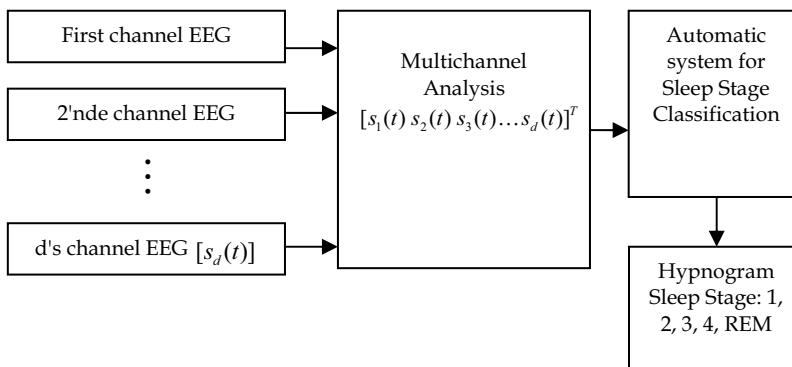 First channel EEG
2'nde channel EEG
⋮
d's channel EEG [s_d(t)]
Multichannel
Analysis
[s_1(t) s_2(t) s_3(t)…s_d(t)]^T
Automatic
system for
Sleep Stage
Classification
Hypnogram
Sleep Stage: 1,
2, 3, 4, REM